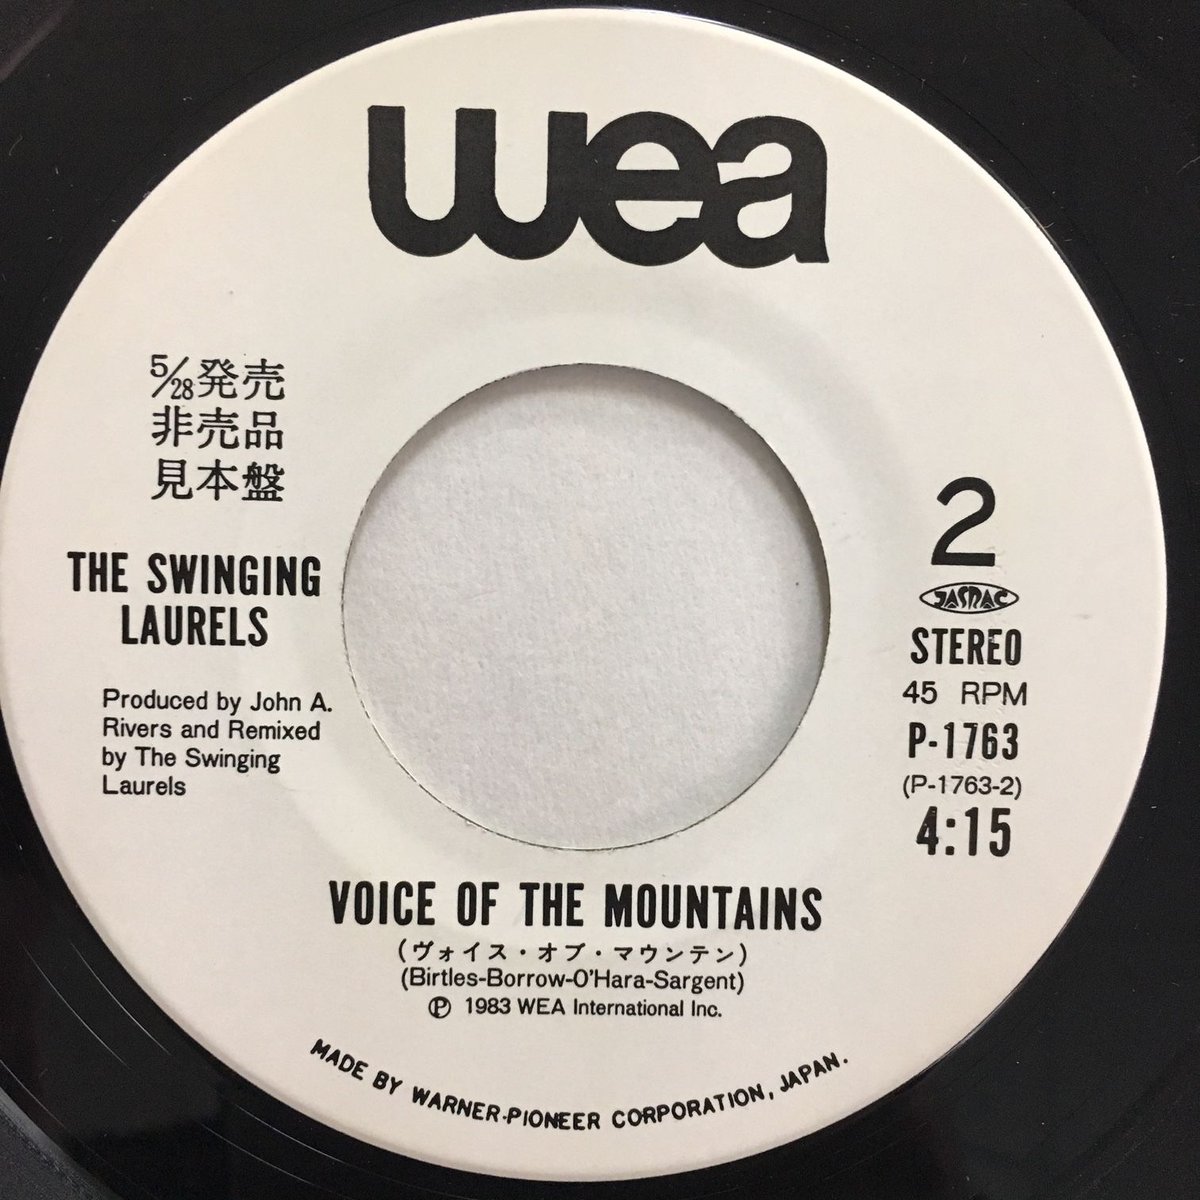 wea
5/28発売
非売品
見本盤
THE SWINGING
LAURELS
Produced by John A.
Rivers and Remixed
by The Swinging
Laurels
2
JASRAC
STEREO
45 RPM
P-1763
(P-1763-2)
4:15
VOICE OF THE MOUNTAINS
(ヴォイス・オブ・マウンテン)
(Birtles-Borrow-O'Hara-Sargent)
Ⓟ 1983 WEA International Inc.
MADE BY WARNER-PIONEER CORPORATION, JAPAN.